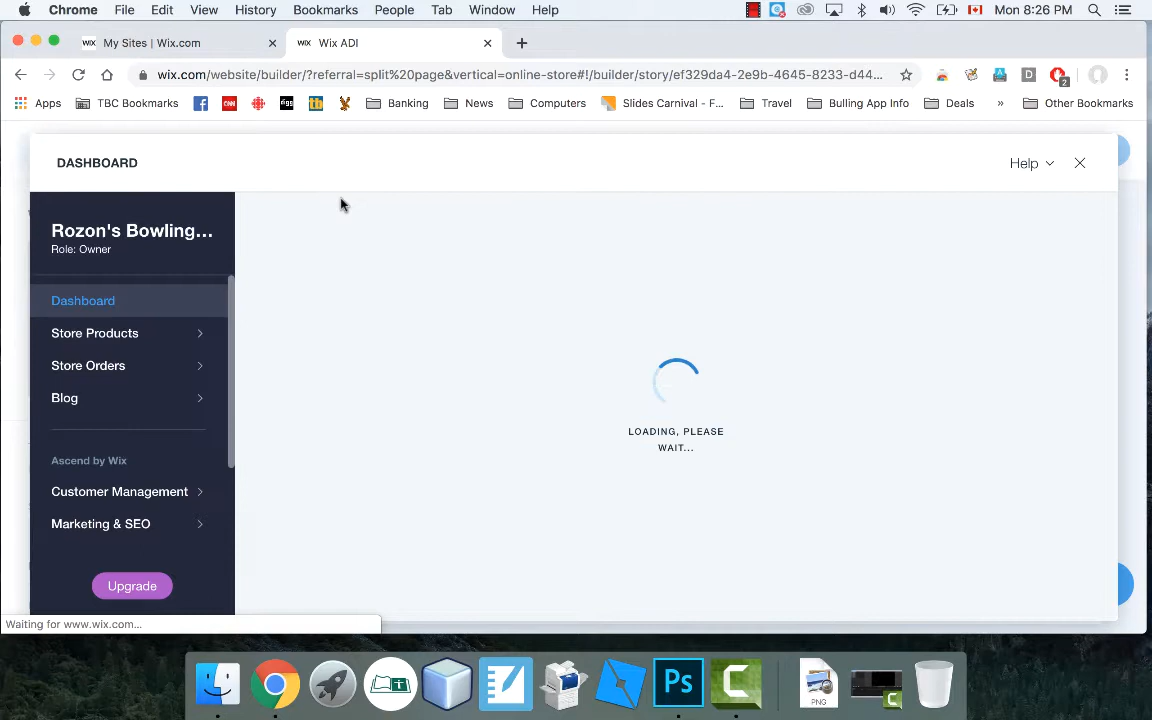 Chrome File Edit View History Bookmarks People Tab Window Help Mon 8:26 PM
WiX My Sites | Wix.com WiX Wix ADI
wix.com/website/builder/?referral=split%20page&vertical=online-store#!/builder/story/ef329da4-2e9b-4645-8233-d44...
Apps TBC Bookmarks Banking News Computers Slides Carnival - F... Travel Bulling App Info Deals » Other Bookmarks
DASHBOARD Help
Rozon's Bowling...
Role: Owner
Dashboard
Store Products
Store Orders
Blog
LOADING, PLEASE
WAIT...
Ascend by Wix
Customer Management
Marketing & SEO
Upgrade
Waiting for www.wix.com...
Ps
PNG